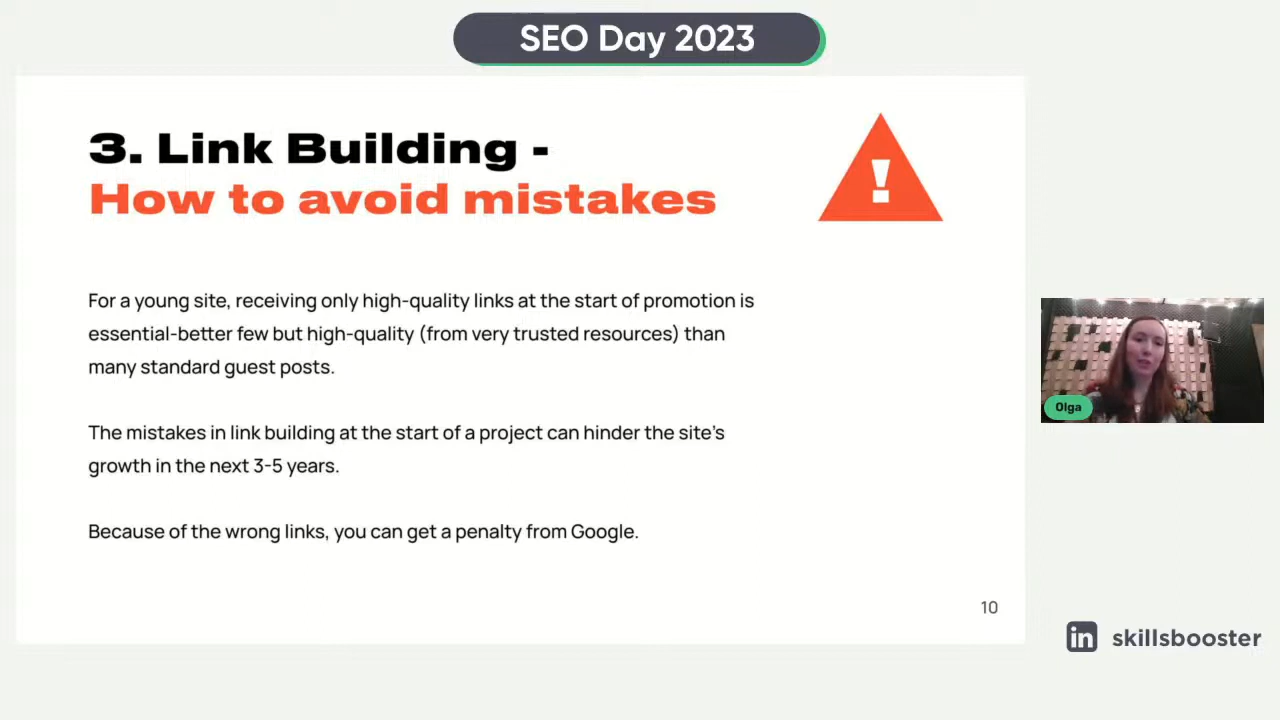 SEO Day 2023
3. Link Building -
How to avoid mistakes
!
For a young site, receiving only high-quality links at the start of promotion is
essential-better few but high-quality (from very trusted resources) than
many standard guest posts.
The mistakes in link building at the start of a project can hinder the site's
growth in the next 3-5 years.
Because of the wrong links, you can get a penalty from Google.
10
Olga
in skillsbooster